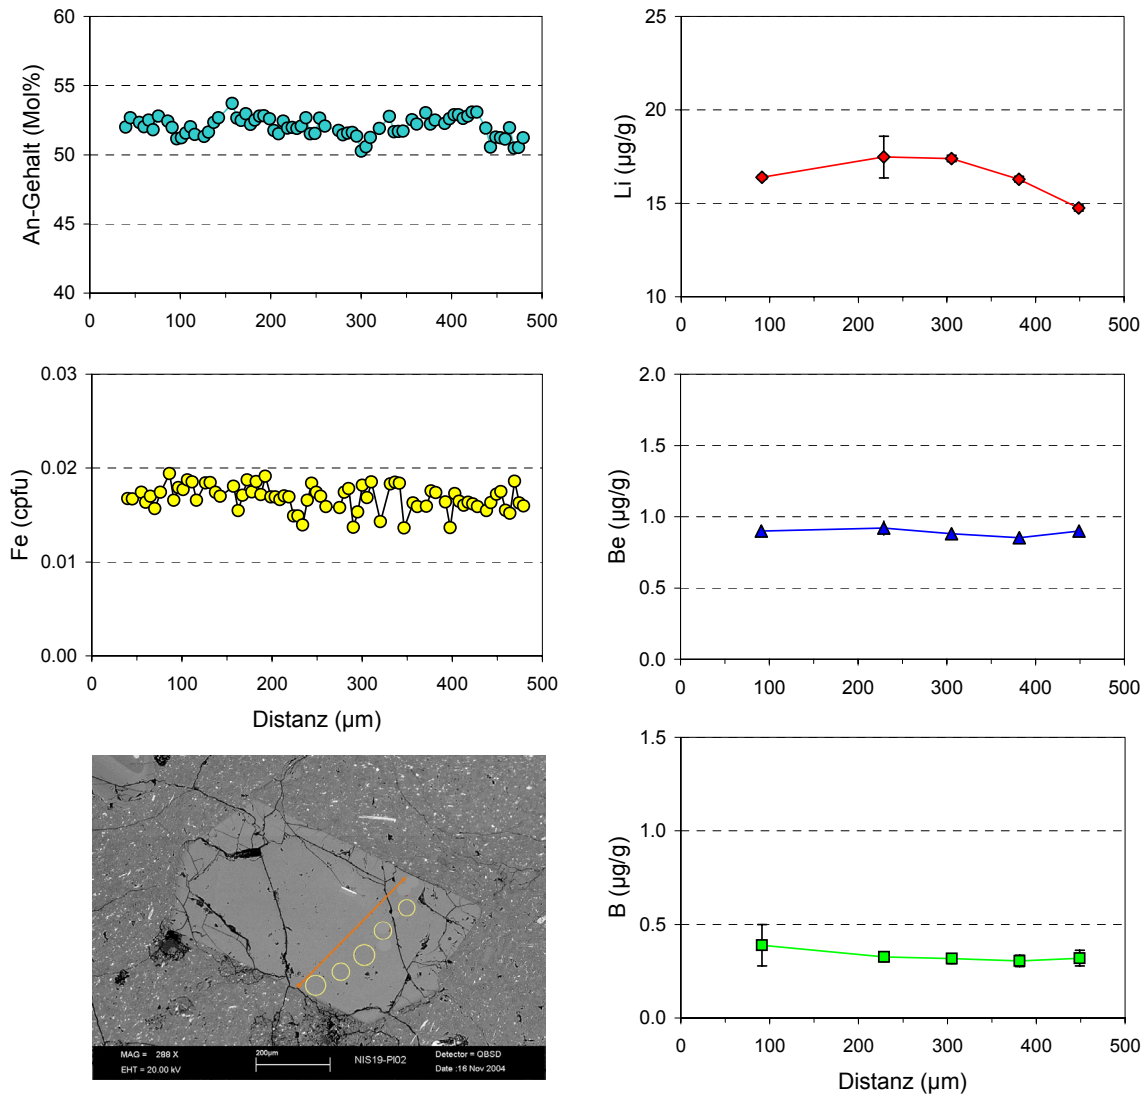 60
55
50
45
40
An-Gehalt (Mol%)
0 100 200 300 400 500
25
20
15
10
Li (µg/g)
0 100 200 300 400 500
0.03
0.02
0.01
0.00
Fe (cpfu)
0 100 200 300 400 500
Distanz (µm)
2.0
1.5
1.0
0.5
0.0
Be (µg/g)
0 100 200 300 400 500
MAG = 288 X
EHT = 20.00 kV
200µm
NIS19-Pl02
Detector = QBSD
Date :16 Nov 2004
1.5
1.0
0.5
0.0
B (µg/g)
0 100 200 300 400 500
Distanz (µm)